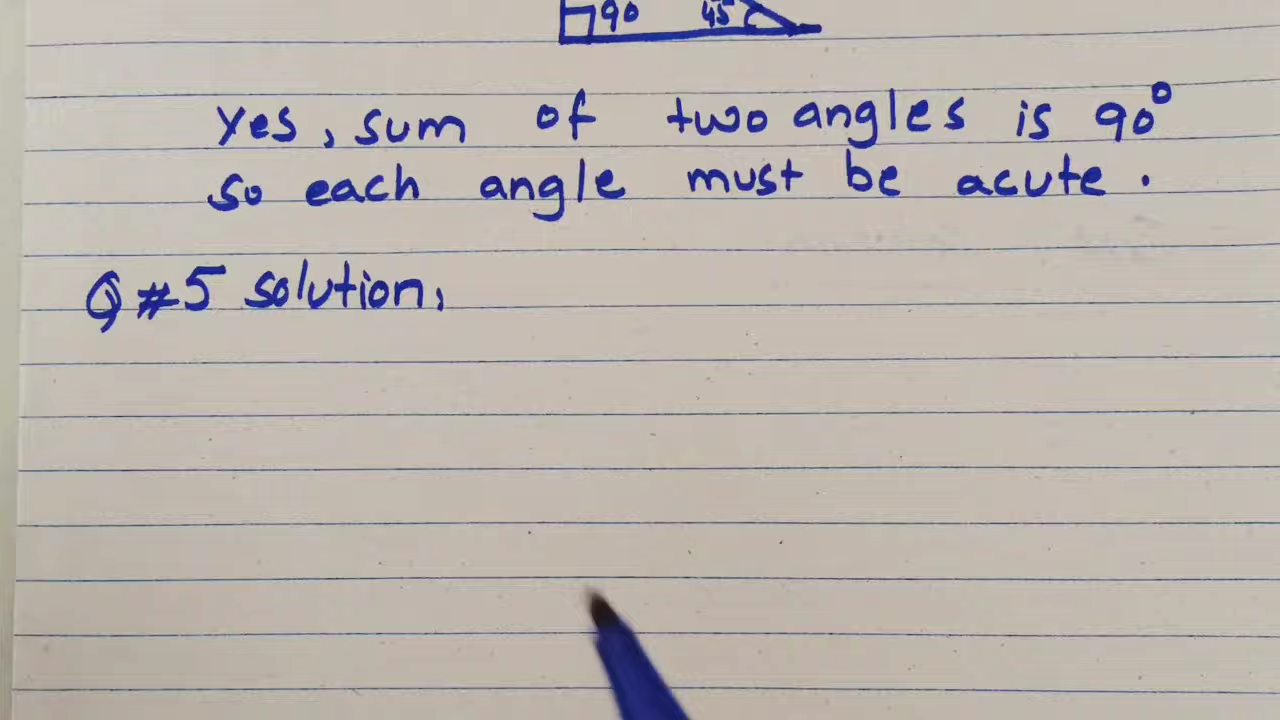 90 45
Yes, sum of two angles is 90°
so each angle must be acute.
Q #5 solution,